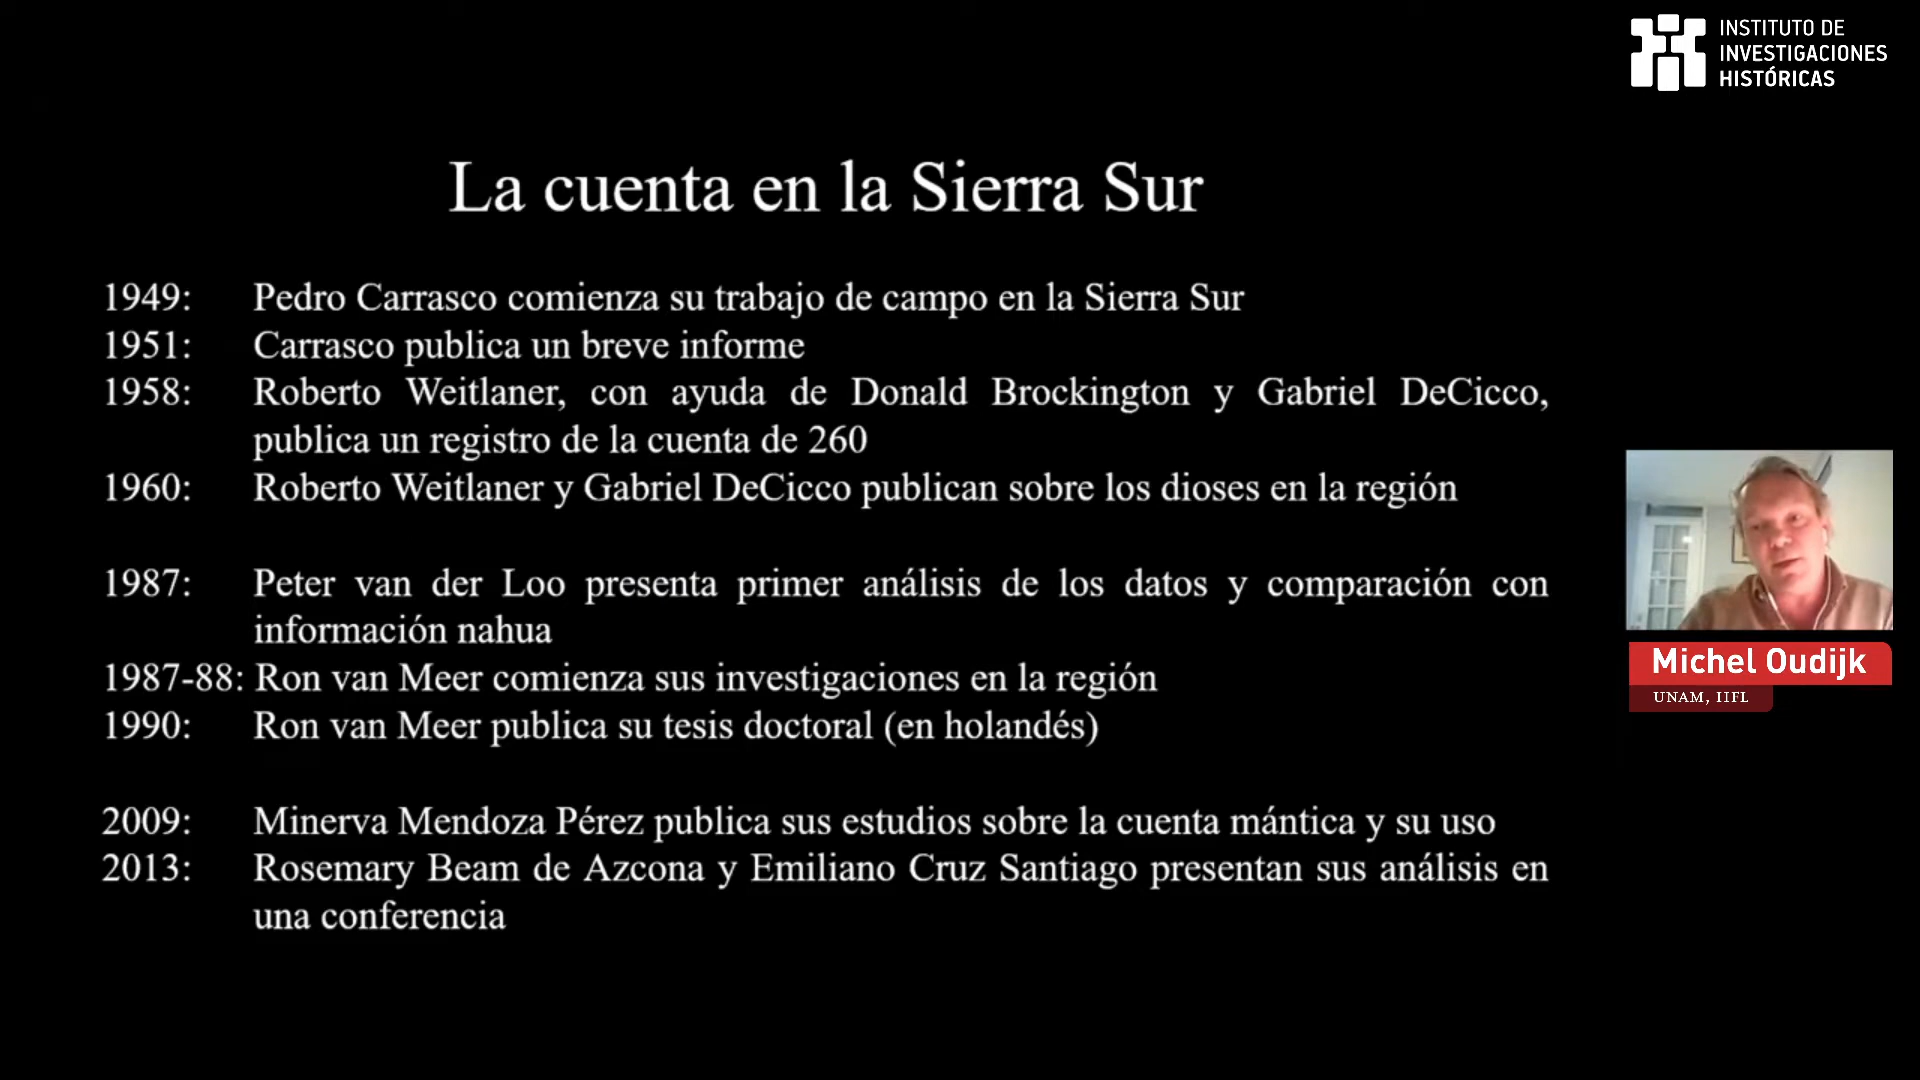 INSTITUTO DE
INVESTIGACIONES
HISTÓRICAS
La cuenta en la Sierra Sur
1949: Pedro Carrasco comienza su trabajo de campo en la Sierra Sur
1951: Carrasco publica un breve informe
1958: Roberto Weitlaner, con ayuda de Donald Brockington y Gabriel DeCicco,
publica un registro de la cuenta de 260
1960: Roberto Weitlaner y Gabriel DeCicco publican sobre los dioses en la región
1987: Peter van der Loo presenta primer análisis de los datos y comparación con
información nahua
1987-88: Ron van Meer comienza sus investigaciones en la región
1990: Ron van Meer publica su tesis doctoral (en holandés)
2009: Minerva Mendoza Pérez publica sus estudios sobre la cuenta mántica y su uso
2013: Rosemary Beam de Azcona y Emiliano Cruz Santiago presentan sus análisis en
una conferencia
Michel Oudijk
UNAM, IIFL